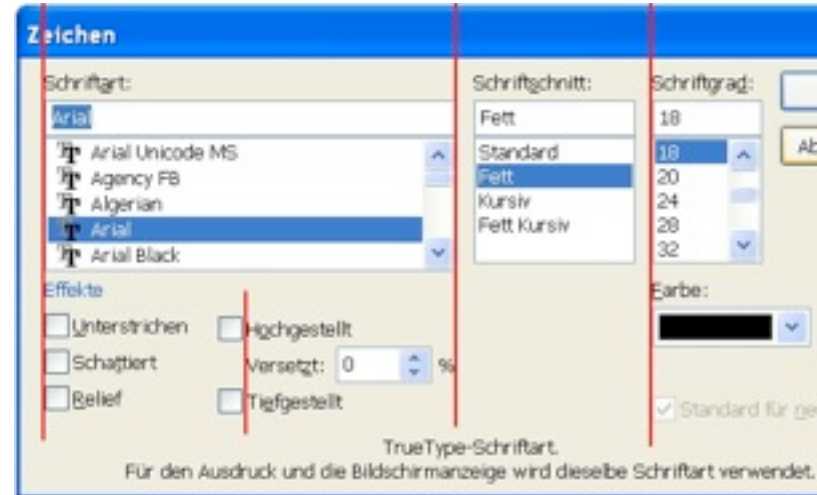 Zeichen
Schriftart: Schriftschnitt: Schriftgrad:
Arial Fett 18
Arial Unicode MS Standard 18
Agency FB Fett 20
Algerian Kursiv 24
Arial Fett Kursiv 28
Arial Black 32
Effekte Farbe:
Unterstrichen Hochgestellt
Schattiert Versetzt: 0 %
Relief Tiefgestellt
Standard für
TrueType-Schriftart.
Für den Ausdruck und die Bildschirmanzeige wird dieselbe Schriftart verwendet.